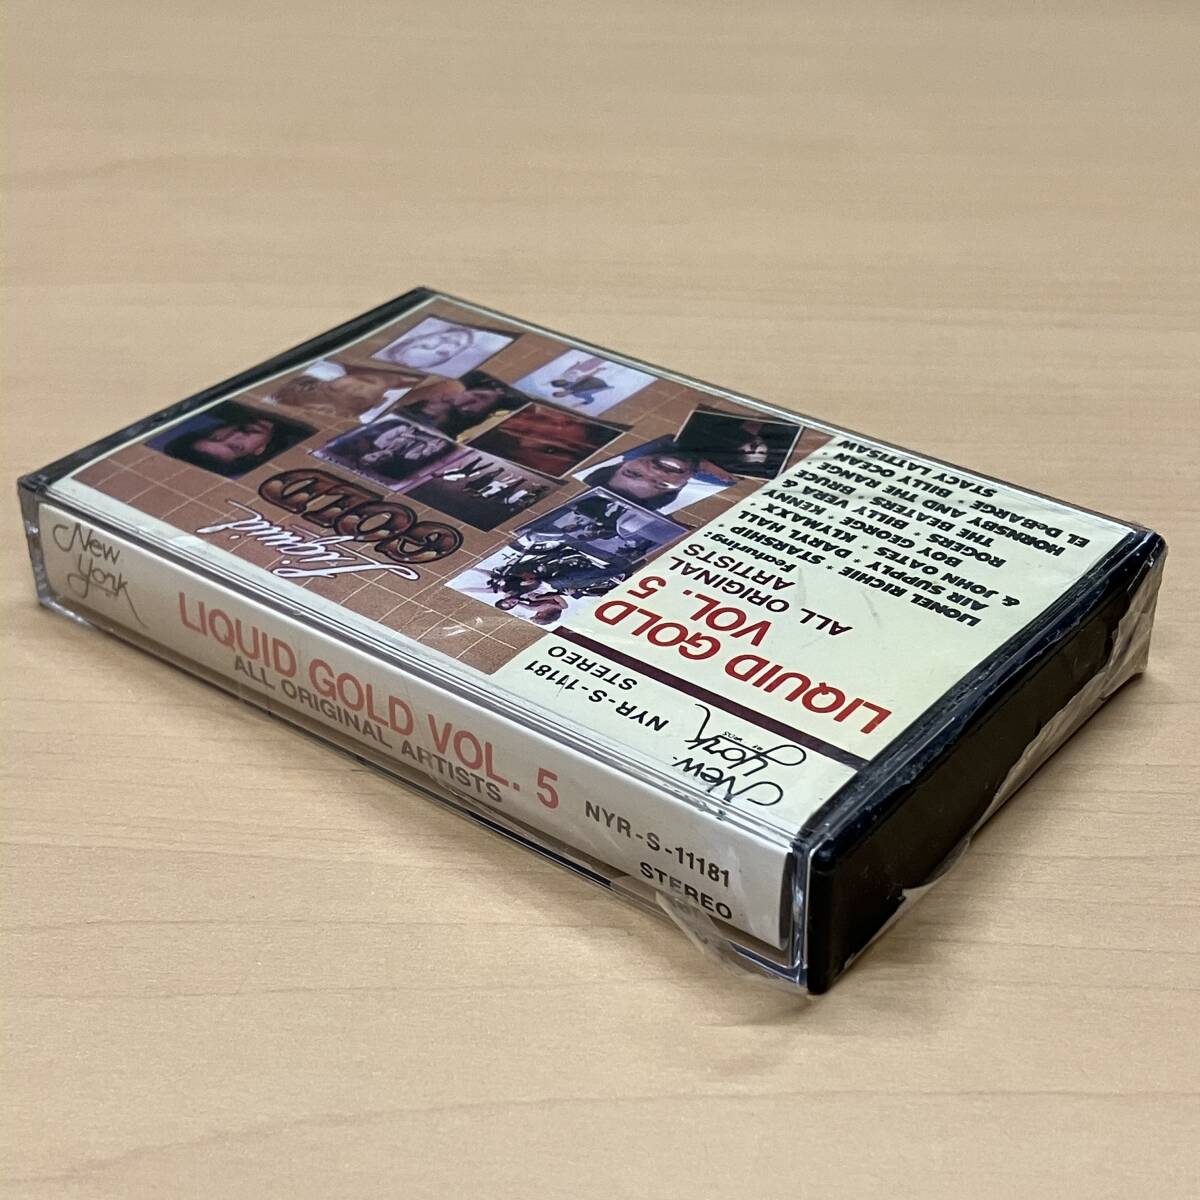 New
York
LIQUID GOLD VOL. 5
ALL ORIGINAL ARTISTS
NYR-S-11181
STEREO
New
York
NYR-S-11181
STEREO
LIQUID GOLD
VOL. 5
ALL ORIGINAL
ARTISTS
Featuring:
LIONEL RICHIE • STARSHIP •
AIR SUPPLY • DARYL HALL
& JOHN OATES • KLYMAXX •
BOY GEORGE • KENNY
ROGERS • BILLY VERA &
THE BEATERS • BRUCE
HORNSBY AND THE RANGE •
EL DeBARGE • BILLY OCEAN •
STACY LATTISAW
Liquid
GOLD